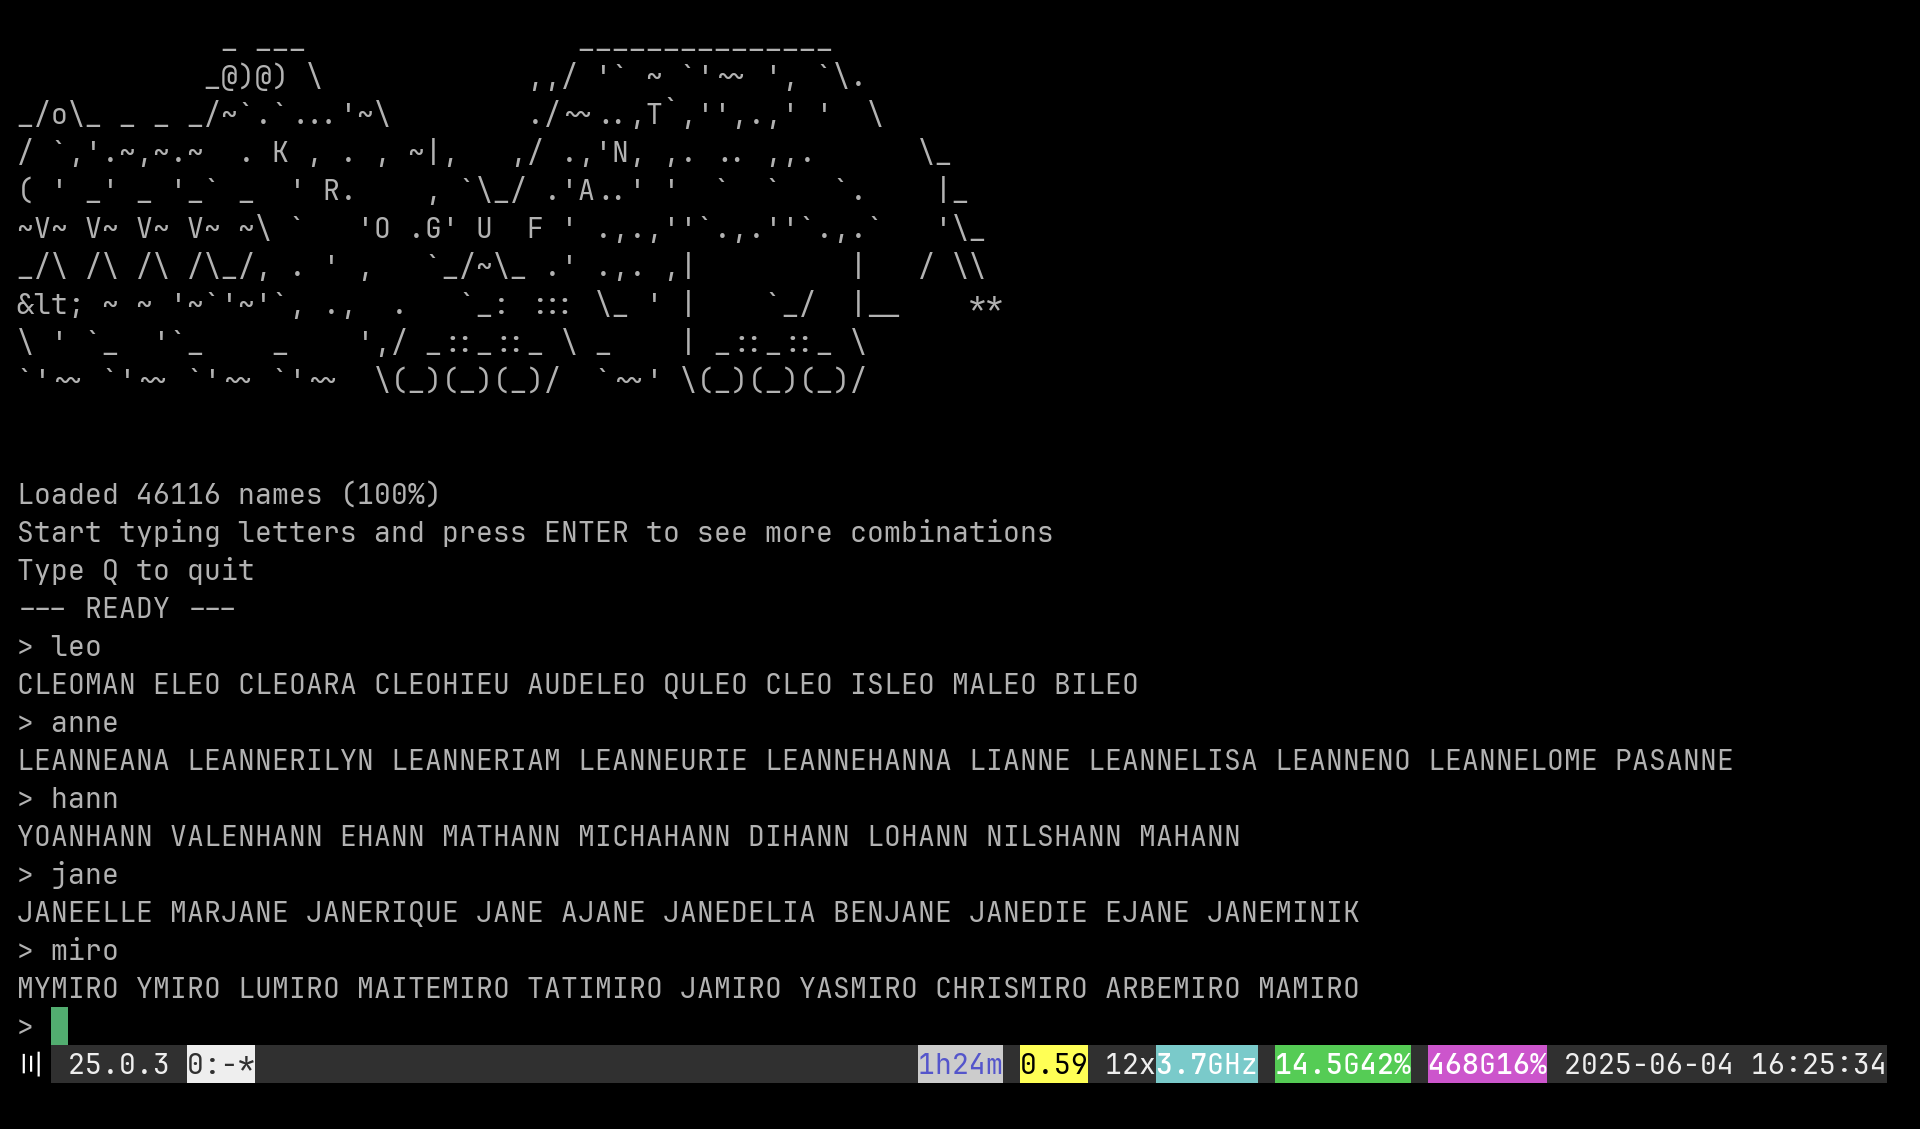 _ ___                _______________
           _@)@) \            ,,/ '` ~ `'~~ ', `\.
_/o\_ _ _ _/~`.`...'~\        ./~~..,T`,'',.,' '  \
/ `,'.~,~.~  . K , . , ~|,   ,/ .,'N, ,. .. ,,.      \_
( ' _' _ '_` _  ' R.    , `\_/ .'A..' '  `  `   `.    |_
~V~ V~ V~ V~ ~\ `   'O .G' U  F ' .,.,''`.,.''`.,.`   '\_
_/\ /\ /\ /\_/, . ' ,   `_/~\_ .' .,. ,|         |   / \\
&lt; ~ ~ '~`'~'`, .,  .   `_: ::: \_ ' |    `_/  |__    **
\ ' `_  '`_    _    ',/ _::_::_ \ _    | _::_::_ \
`'~~ `'~~ `'~~ `'~~  \(_)(_)(_)/  `~~' \(_)(_)(_)/
Loaded 46116 names (100%)
Start typing letters and press ENTER to see more combinations
Type Q to quit
--- READY ---
> leo
CLEOMAN ELEO CLEOARA CLEOHIEU AUDELEO QULEO CLEO ISLEO MALEO BILEO
> anne
LEANNEANA LEANNERILYN LEANNERIAM LEANNEURIE LEANNEHANNA LIANNE LEANNELISA LEANNENO LEANNELOME PASANNE
> hann
YOANHANN VALENHANN EHANN MATHANN MICHAHANN DIHANN LOHANN NILSHANN MAHANN
> jane
JANEELLE MARJANE JANERIQUE JANE AJANE JANEDELIA BENJANE JANEDIE EJANE JANEMINIK
> miro
MYMIRO YMIRO LUMIRO MAITEMIRO TATIMIRO JAMIRO YASMIRO CHRISMIRO ARBEMIRO MAMIRO
>
25.0.3 0:-* 1h24m 0.59 12x3.7GHz 14.5G42% 468G16% 2025-06-04 16:25:34